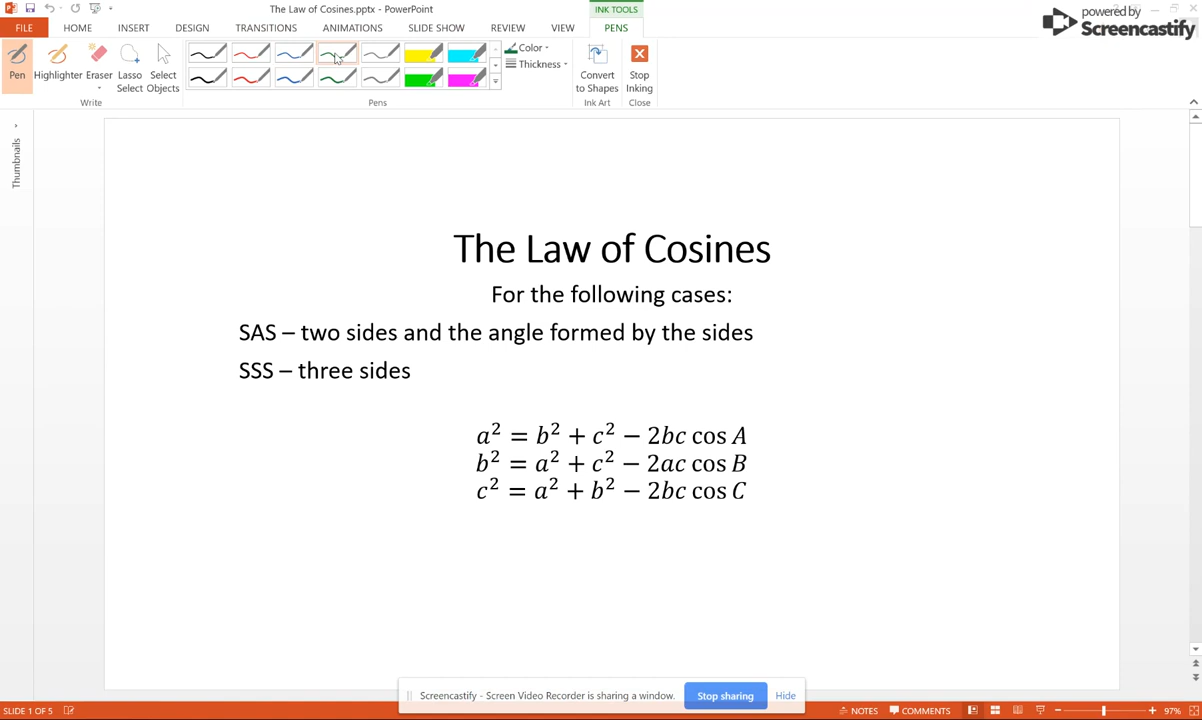 The Law of Cosines.pptx - PowerPoint
INK TOOLS
powered by
Screencastify
FILE HOME INSERT DESIGN TRANSITIONS ANIMATIONS SLIDE SHOW REVIEW VIEW PENS
Pen Highlighter Eraser Lasso Select Select Objects
Color
Thickness
Convert to Shapes
Stop Inking
Write Pens Ink Art Close
Thumbnails
The Law of Cosines
For the following cases:
SAS – two sides and the angle formed by the sides
SSS – three sides
a² = b² + c² − 2bc cos A
b² = a² + c² − 2ac cos B
c² = a² + b² − 2bc cos C
Screencastify - Screen Video Recorder is sharing a window. Stop sharing Hide
SLIDE 1 OF 5 NOTES COMMENTS 97%